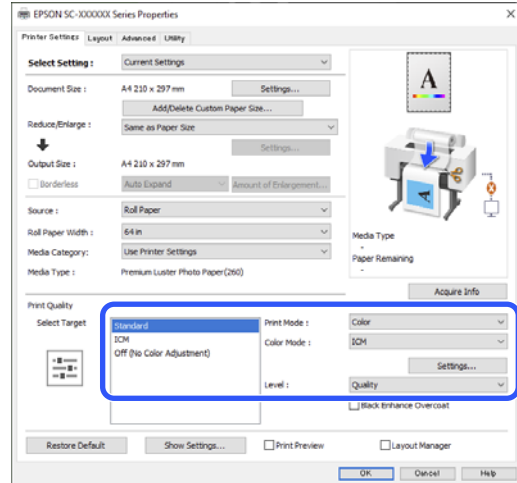 EPSON SC-XXXXXX Series Properties
Printer Settings Layout Advanced Utility
Select Setting : Current Settings
Document Size : A4 210 x 297 mm Settings...
Add/Delete Custom Paper Size...
Reduce/Enlarge : Same as Paper Size
Settings...
Output Size : A4 210 x 297 mm
Borderless Auto Expand Amount of Enlargement...
Source : Roll Paper
Roll Paper Width : 64 in
Media Category: Use Printer Settings
Media Type : Premium Luster Photo Paper(260)
A
Media Type
-
Paper Remaining
-
Acquire Info
Print Quality
Select Target
Standard
ICM
Off (No Color Adjustment)
Print Mode : Color
Color Mode : ICM
Settings...
Level : Quality
Black Enhance Overcoat
Restore Default Show Settings... Print Preview Layout Manager
OK Cancel Help